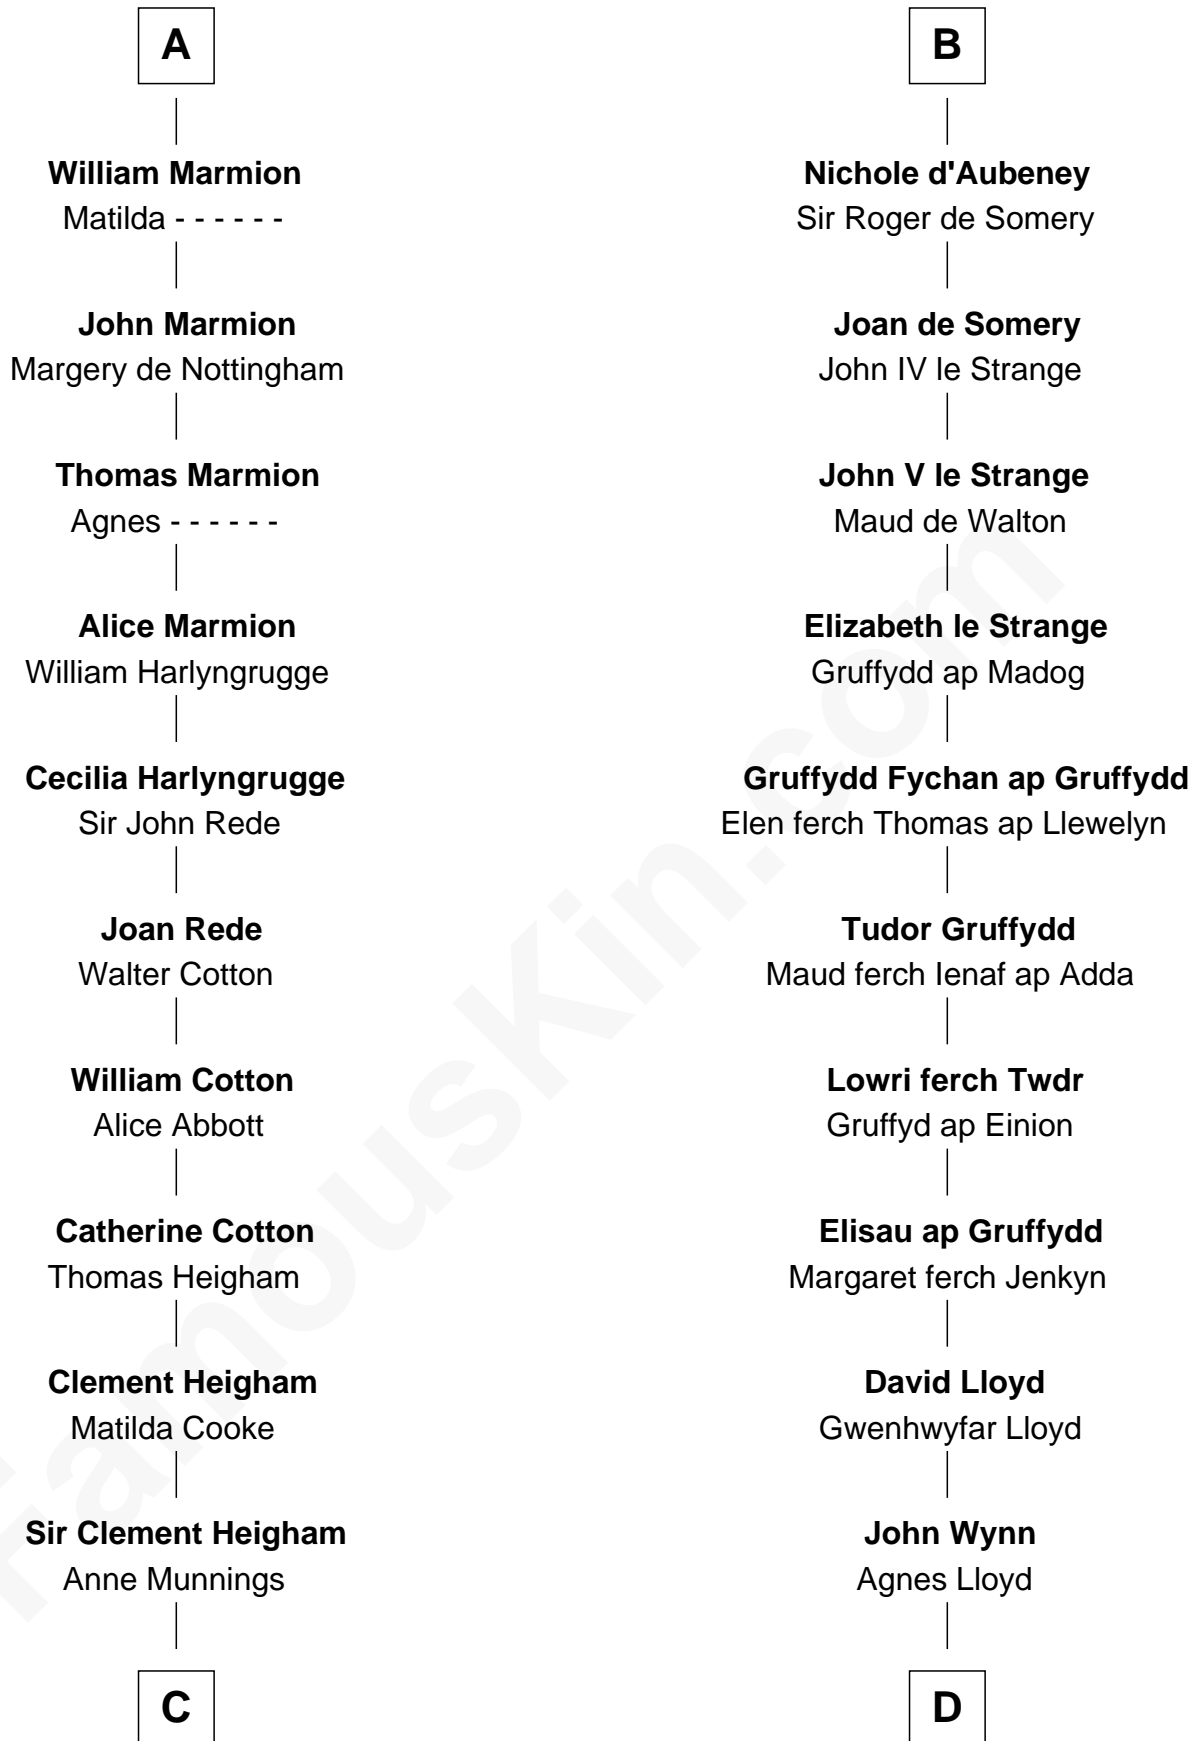 A
William Marmion
Matilda - - - - - -
John Marmion
Margery de Nottingham
Thomas Marmion
Agnes - - - - - -
Alice Marmion
William Harlyngrugge
Cecilia Harlyngrugge
Sir John Rede
Joan Rede
Walter Cotton
William Cotton
Alice Abbott
Catherine Cotton
Thomas Heigham
Clement Heigham
Matilda Cooke
Sir Clement Heigham
Anne Munnings
C
B
Nichole d'Aubeney
Sir Roger de Somery
Joan de Somery
John IV le Strange
John V le Strange
Maud de Walton
Elizabeth le Strange
Gruffydd ap Madog
Gruffydd Fychan ap Gruffydd
Elen ferch Thomas ap Llewelyn
Tudor Gruffydd
Maud ferch Ienaf ap Adda
Lowri ferch Twdr
Gruffyd ap Einion
Elisau ap Gruffydd
Margaret ferch Jenkyn
David Lloyd
Gwenhwyfar Lloyd
John Wynn
Agnes Lloyd
D
FamousKin.com